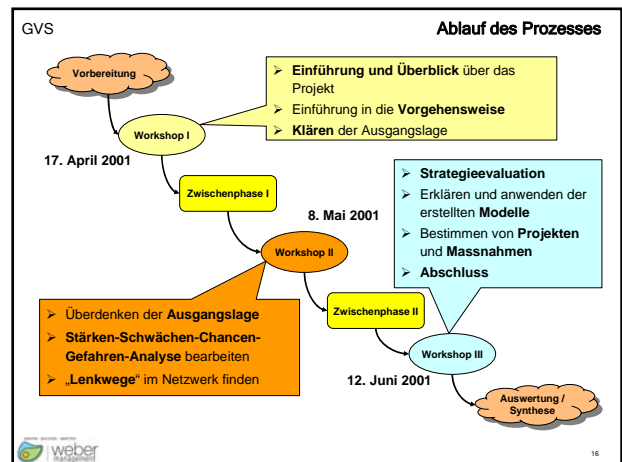 GVS
Ablauf des Prozesses
Vorbereitung
➢ Einführung und Überblick über das
Projekt
➢ Einführung in die Vorgehensweise
➢ Klären der Ausgangslage
Workshop I
17. April 2001
Zwischenphase I
➢ Strategieevaluation
➢ Erklären und anwenden der
erstellten Modelle
➢ Bestimmen von Projekten
und Massnahmen
➢ Abschluss
8. Mai 2001
Workshop II
➢ Überdenken der Ausgangslage
➢ Stärken-Schwächen-Chancen-
Gefahren-Analyse bearbeiten
➢ „Lenkwege“ im Netzwerk finden
Zwischenphase II
Workshop III
12. Juni 2001
Auswertung /
Synthese
weber
management
16